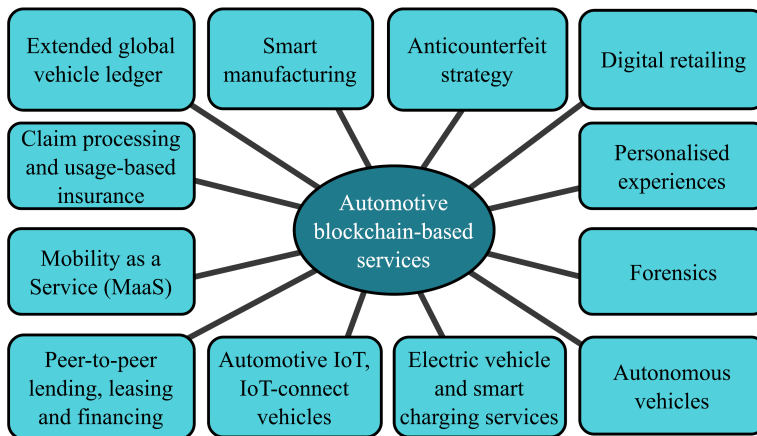 Extended global
vehicle ledger
Smart
manufacturing
Anticounterfeit
strategy
Digital retailing
Claim processing
and usage-based
insurance
Automotive
blockchain-based
services
Personalised
experiences
Mobility as a
Service (MaaS)
Forensics
Peer-to-peer
lending, leasing
and financing
Automotive IoT,
IoT-connect
vehicles
Electric vehicle
and smart
charging services
Autonomous
vehicles